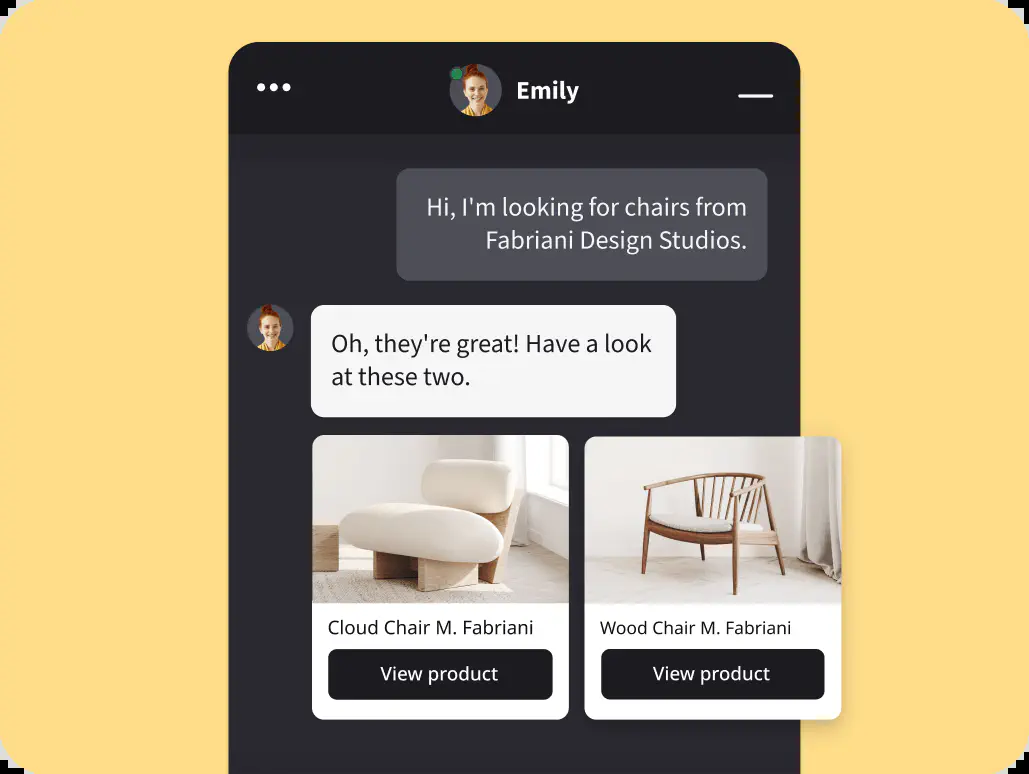 Emily
Hi, I'm looking for chairs from
Fabriani Design Studios.
Oh, they're great! Have a look
at these two.
Cloud Chair M. Fabriani
View product
Wood Chair M. Fabriani
View product